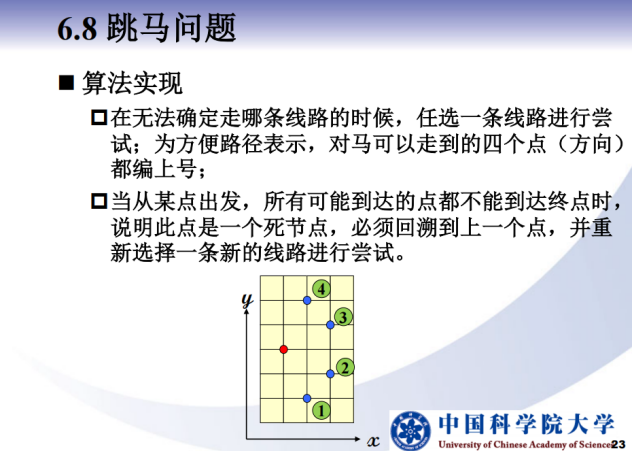 6.8 跳马问题
■ 算法实现
在无法确定走哪条线路的时候，任选一条线路进行尝
试；为方便路径表示，对马可以走到的四个点（方向）
都编上号；
当从某点出发，所有可能到达的点都不能到达终点时，
说明此点是一个死节点，必须回溯到上一个点，并重
新选择一条新的线路进行尝试。
4
y
3
2
1
x
中国科学院大学
University of Chinese Academy of Sciences
23